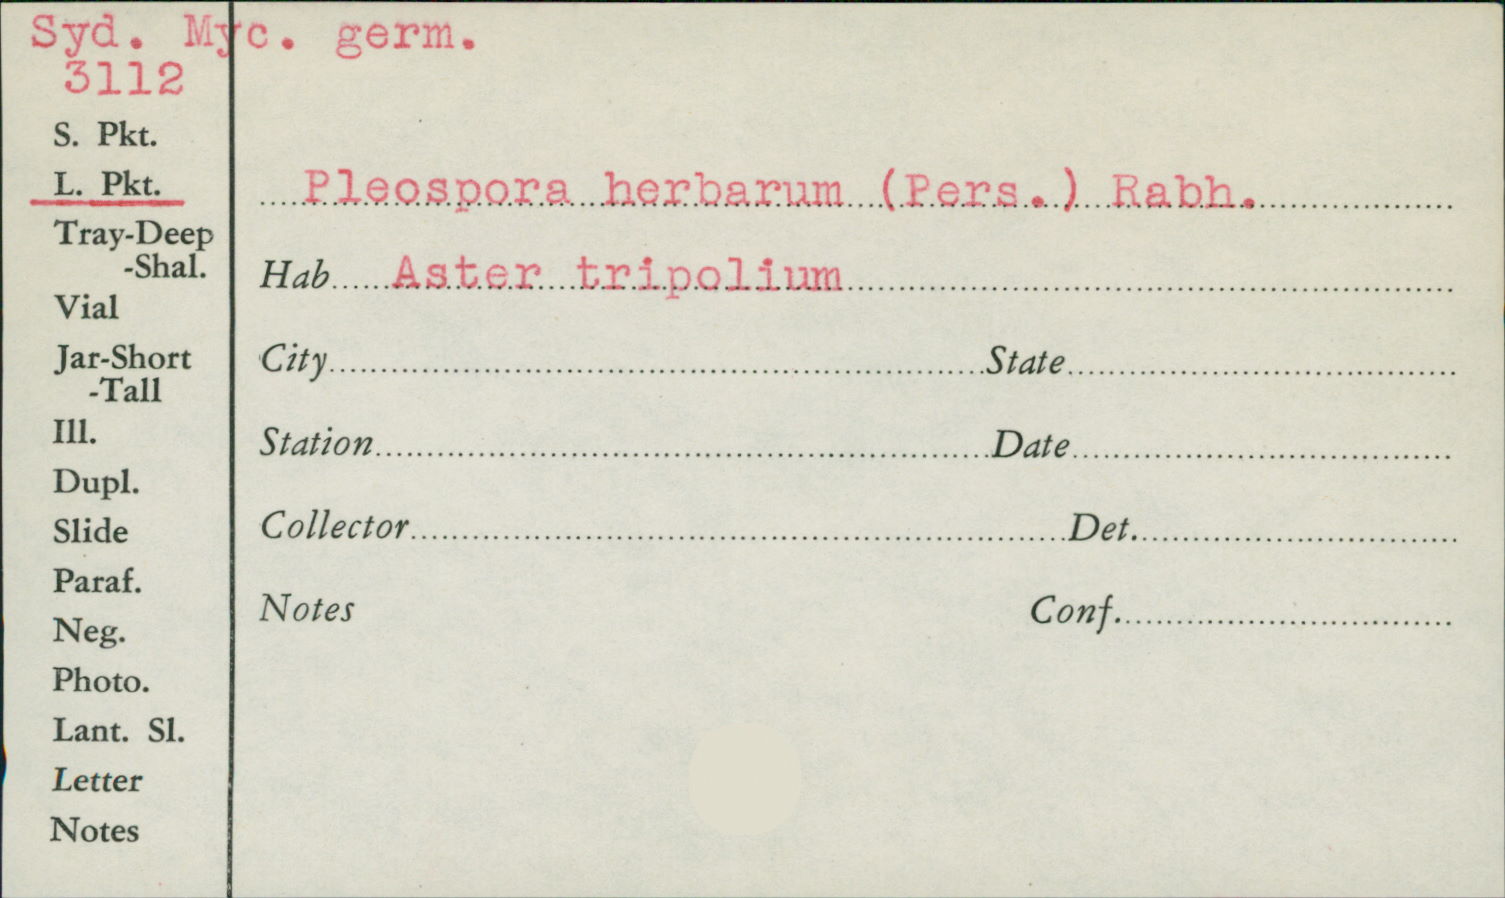 Syd. Myc. germ.
3112
S. Pkt.
L. Pkt.
Tray-Deep
-Shal.
Vial
Jar-Short
-Tall
Ill.
Dupl.
Slide
Paraf.
Neg.
Photo.
Lant. Sl.
Letter
Notes
Pleospora herbarum (Pers.) Rabh.
Hab Aster tripolium
City State
Station Date
Collector Det.
Notes Conf.